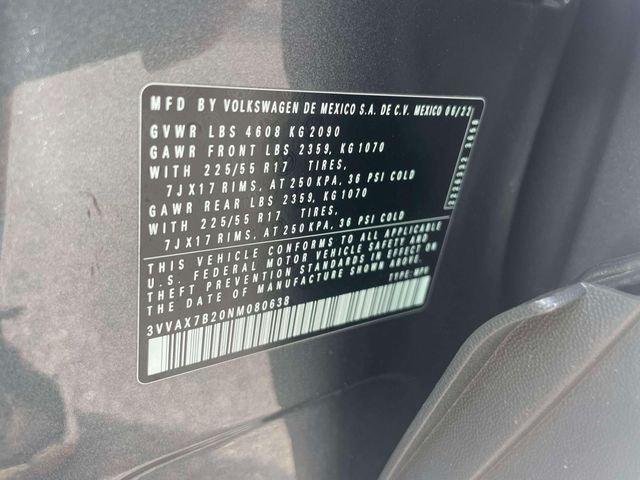 MFD BY VOLKSWAGEN DE MEXICO S.A. DE C.V. MEXICO 06/22
GVWR LBS 4608 KG 2090
GAWR FRONT LBS 2359, KG 1070
WITH 225/55 R17 TIRES,
7JX17 RIMS, AT 250 KPA, 36 PSI COLD
GAWR REAR LBS 2359, KG 1070
WITH 225/55 R17 TIRES,
7JX17 RIMS, AT 250 KPA, 36 PSI COLD
THIS VEHICLE CONFORMS TO ALL APPLICABLE
U.S. FEDERAL MOTOR VEHICLE SAFETY AND
THEFT PREVENTION STANDARDS IN EFFECT ON
THE DATE OF MANUFACTURE SHOWN ABOVE.
TYPE: MPV
3VVAX7B20NM080638